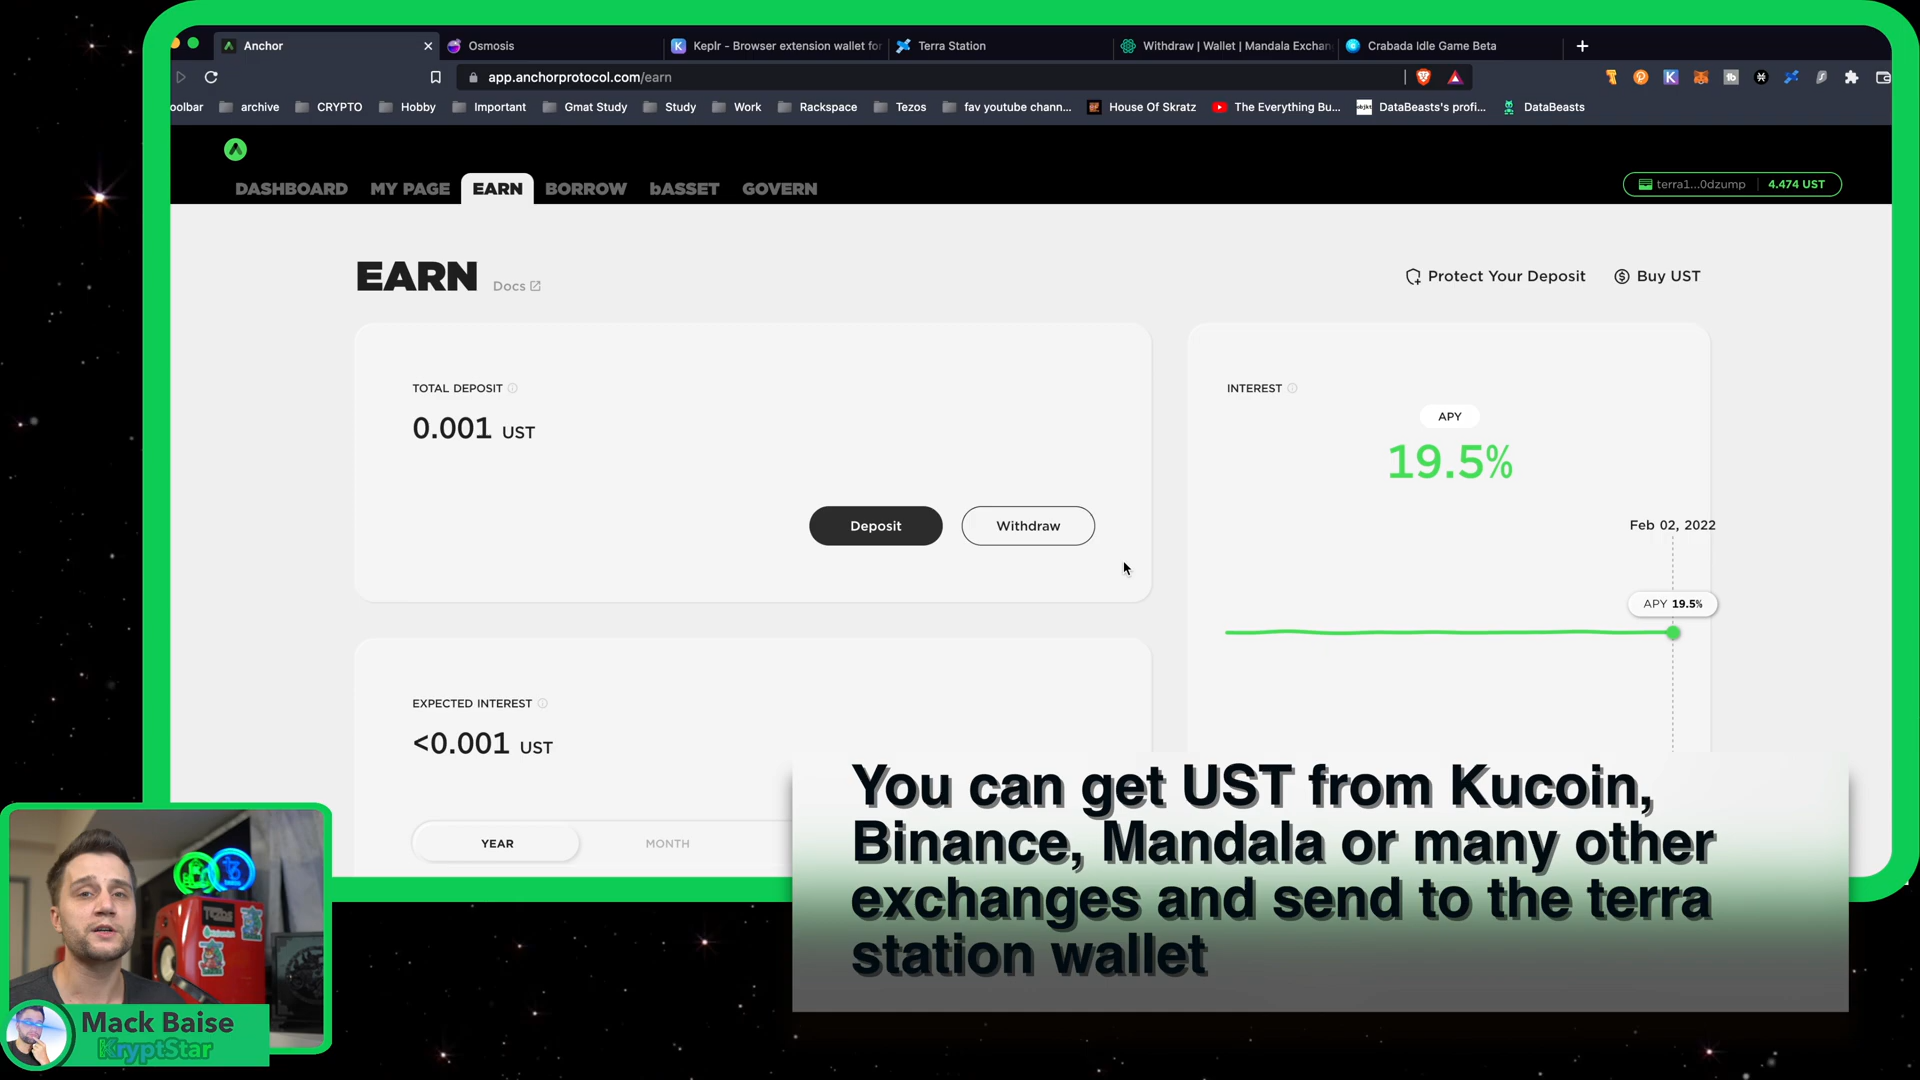 Anchor
Osmosis
Keplr - Browser extension wallet for
Terra Station
Withdraw | Wallet | Mandala Exchan
Crabada Idle Game Beta
app.anchorprotocol.com/earn
oolbar
archive
CRYPTO
Hobby
Important
Gmat Study
Study
Work
Rackspace
Tezos
fav youtube chann...
House Of Skratz
The Everything Bu...
DataBeasts's profi...
DataBeasts
DASHBOARD
MY PAGE
EARN
BORROW
bASSET
GOVERN
terra1...0dzump
4.474 UST
EARN
Docs
Protect Your Deposit
Buy UST
TOTAL DEPOSIT
0.001 UST
Deposit
Withdraw
INTEREST
APY
19.5%
Feb 02, 2022
APY 19.5%
EXPECTED INTEREST
<0.001 UST
YEAR
MONTH
You can get UST from Kucoin,
Binance, Mandala or many other
exchanges and send to the terra
station wallet
TEZOS
Mack Baise
KryptStar